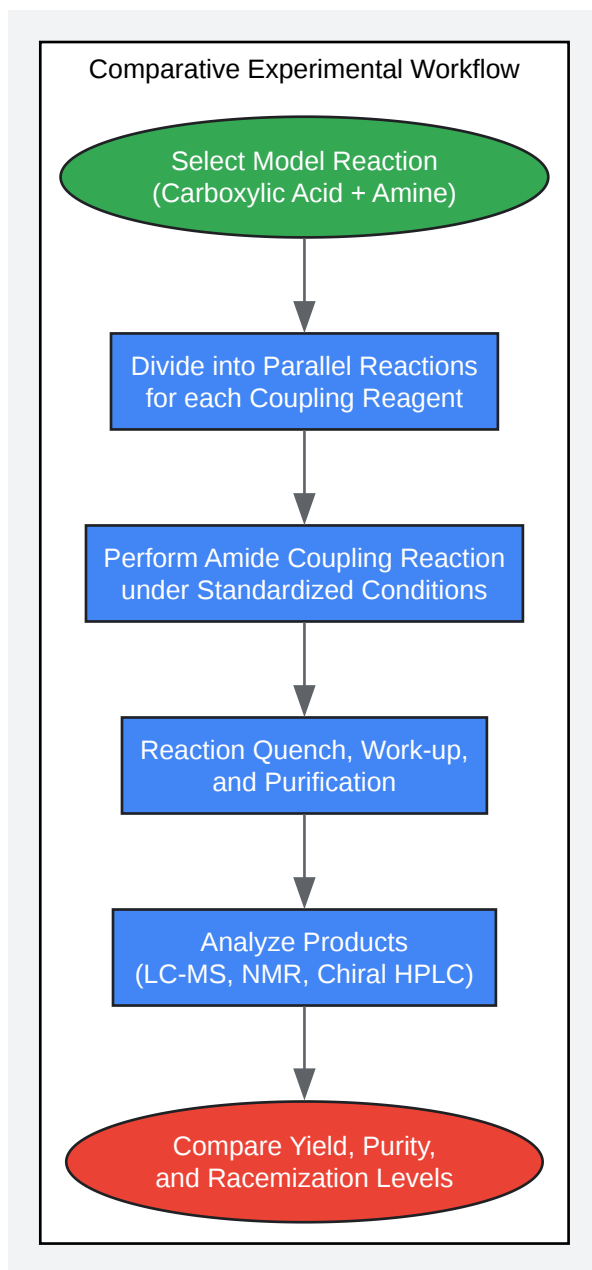 Comparative Experimental Workflow
Select Model Reaction
(Carboxylic Acid + Amine)
Divide into Parallel Reactions
for each Coupling Reagent
Perform Amide Coupling Reaction
under Standardized Conditions
Reaction Quench, Work-up,
and Purification
Analyze Products
(LC-MS, NMR, Chiral HPLC)
Compare Yield, Purity,
and Racemization Levels